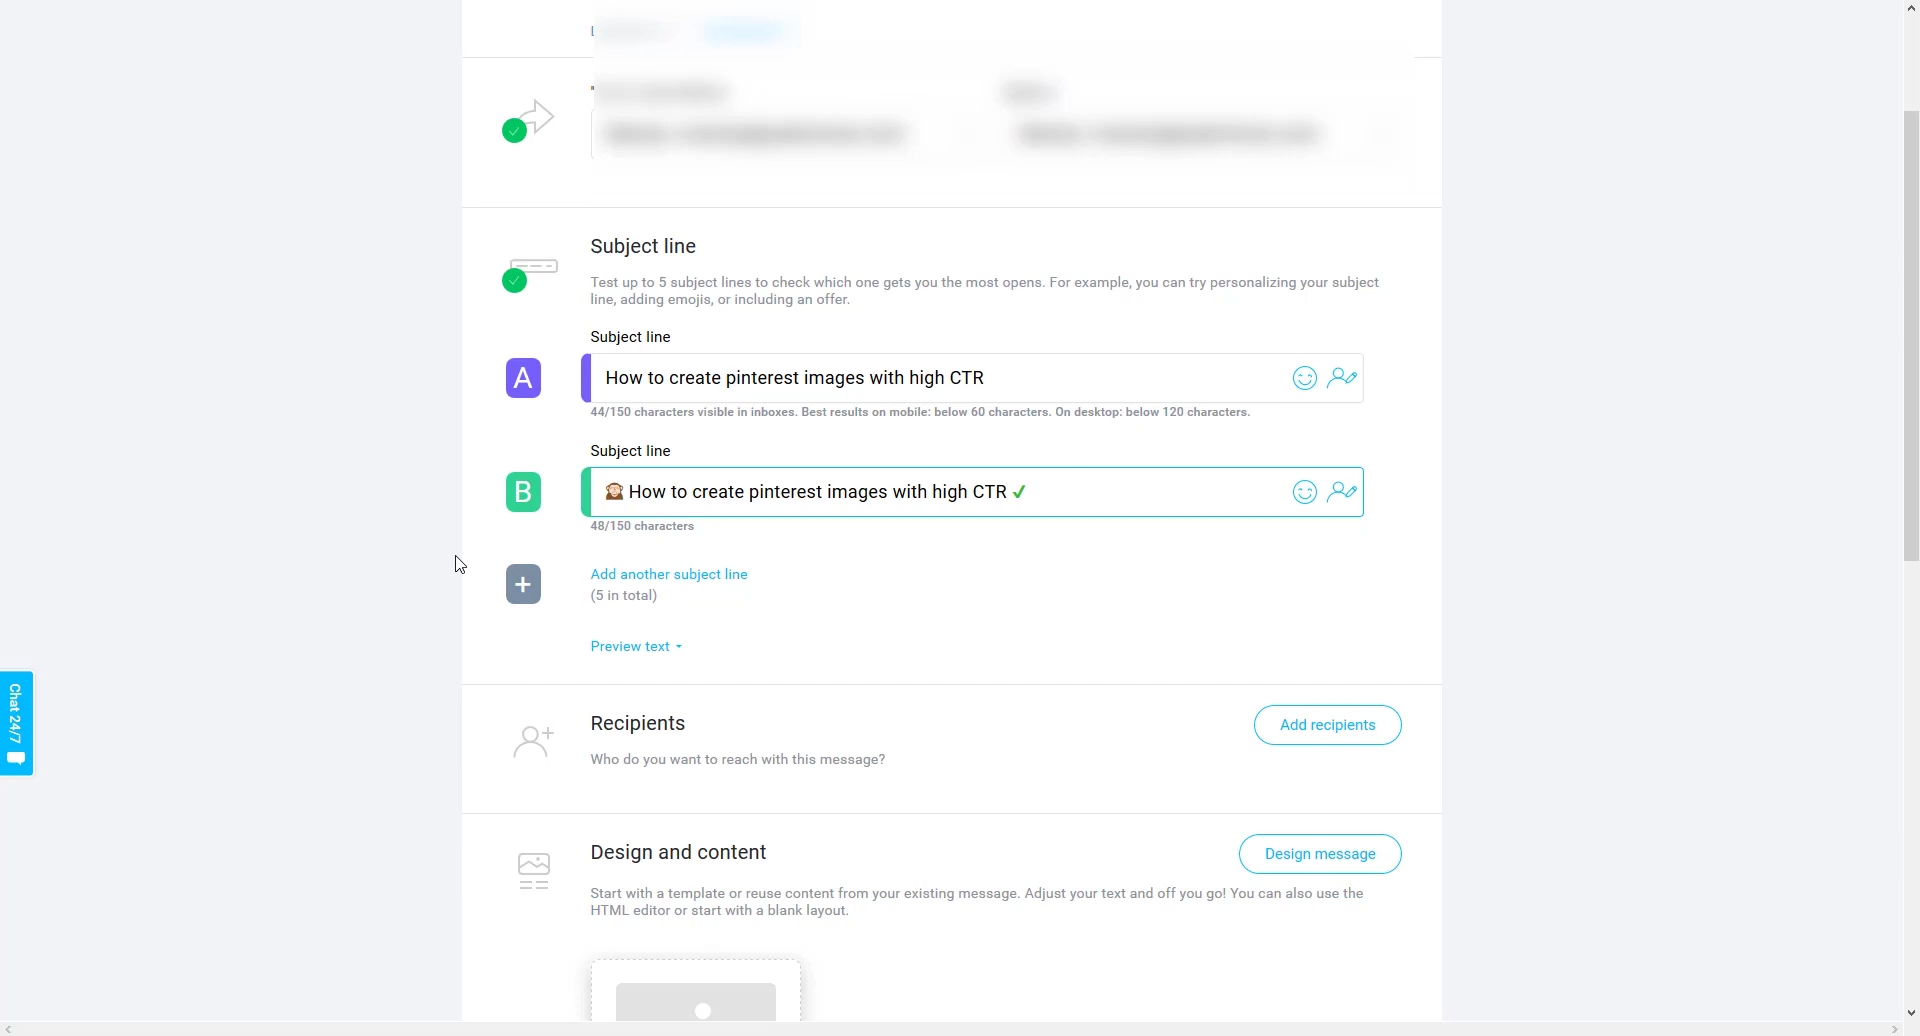 Subject line
Test up to 5 subject lines to check which one gets you the most opens. For example, you can try personalizing your subject
line, adding emojis, or including an offer.
Subject line
A
How to create pinterest images with high CTR
44/150 characters visible in inboxes. Best results on mobile: below 60 characters. On desktop: below 120 characters.
Subject line
B
🙊 How to create pinterest images with high CTR ✔
48/150 characters
Add another subject line
(5 in total)
Preview text
Chat 24/7
Recipients
Add recipients
Who do you want to reach with this message?
Design and content
Design message
Start with a template or reuse content from your existing message. Adjust your text and off you go! You can also use the
HTML editor or start with a blank layout.